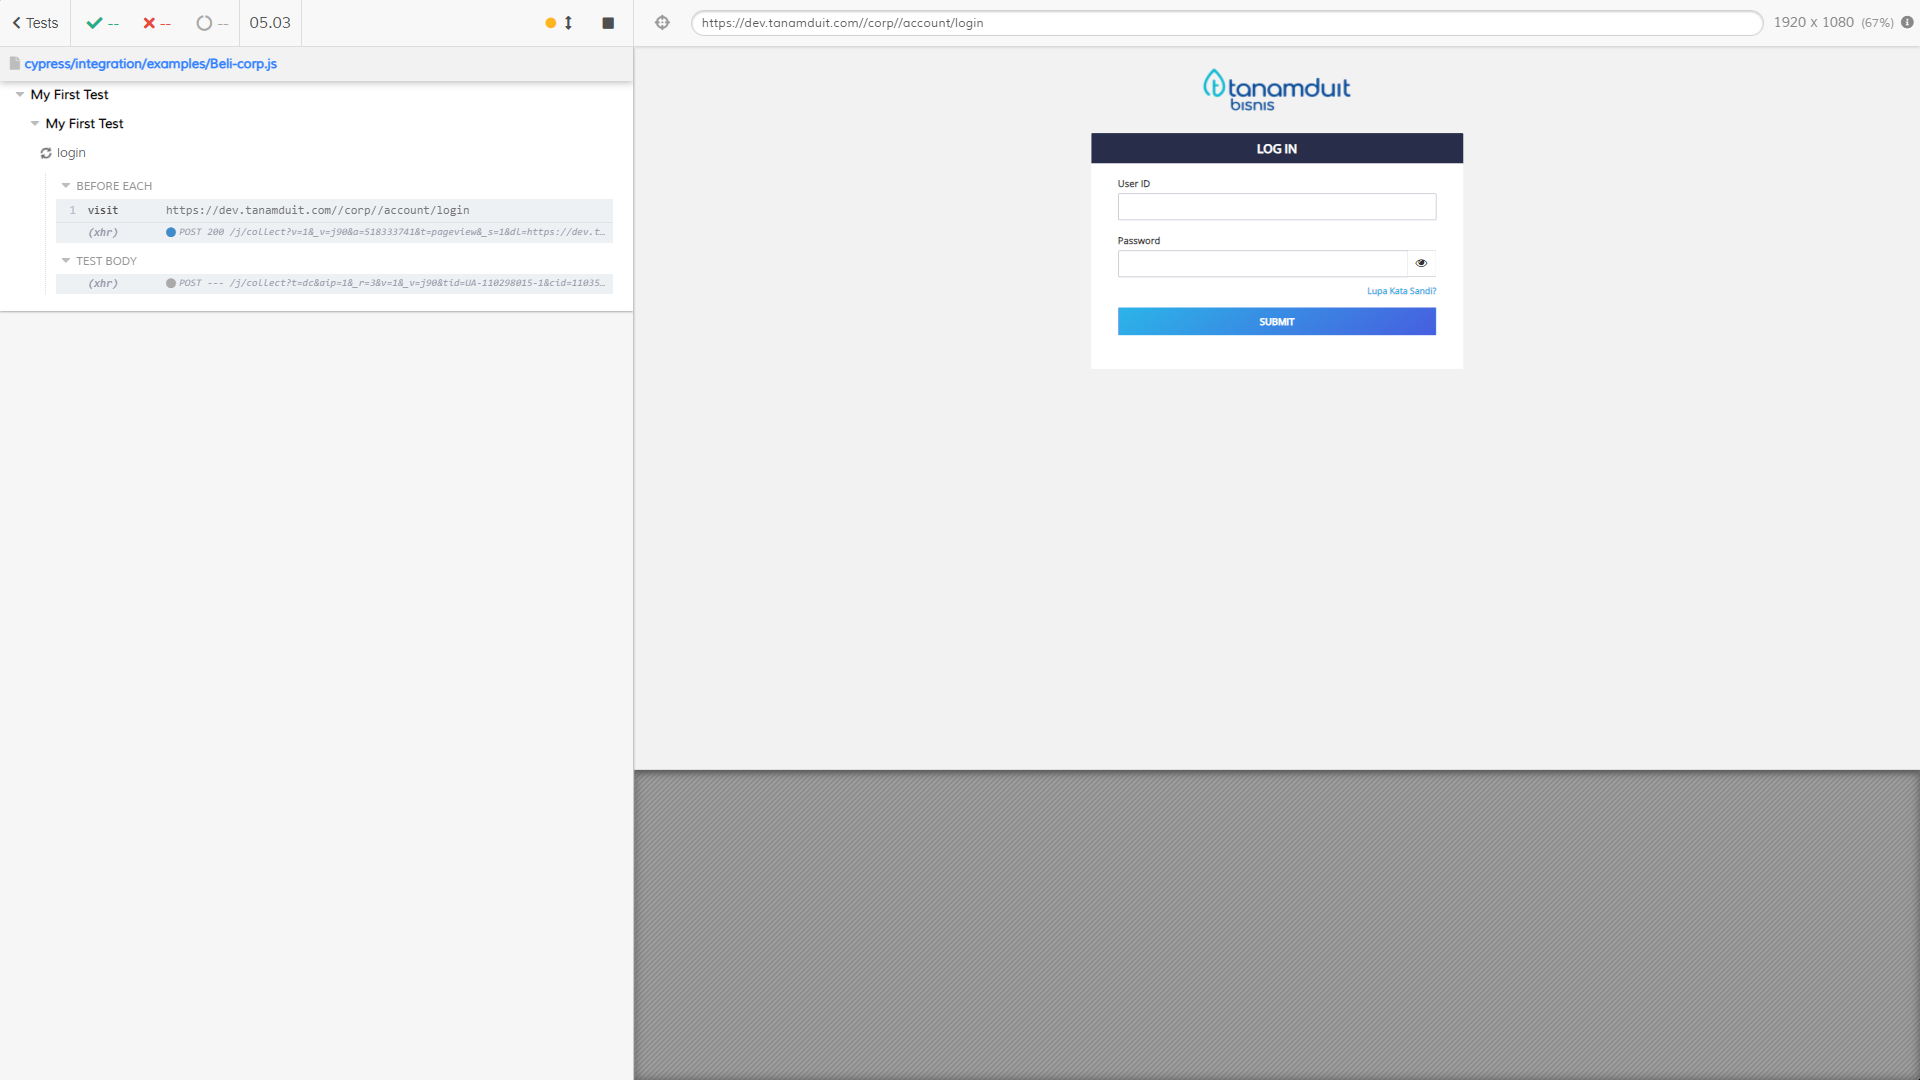 Tests
--
--
--
05.03
https://dev.tanamduit.com//corp//account/login
1920 x 1080 (67%)
cypress/integration/examples/Beli-corp.js
My First Test
My First Test
login
BEFORE EACH
1 visit https://dev.tanamduit.com//corp//account/login
(xhr) POST 200 /j/collect?v=1&_v=j90&a=518333741&t=pageview&_s=1&dl=https://dev.t…
TEST BODY
(xhr) POST --- /j/collect?t=dc&aip=1&_r=3&v=1&_v=j90&tid=UA-110298015-1&cid=11035…
tanamduit
bisnis
LOG IN
User ID
Password
Lupa Kata Sandi?
SUBMIT